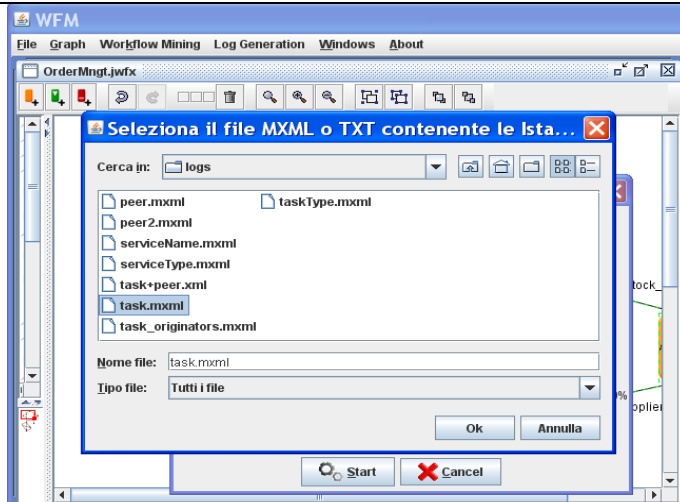 WFM
File Graph Workflow Mining Log Generation Windows About
OrderMngt.jwfx
Seleziona il file MXML o TXT contenente le Ista...
Cerca in: logs
peer.mxml taskType.mxml
peer2.mxml
serviceName.mxml
serviceType.mxml
task+peer.xml
task.mxml
task_originators.mxml
tock_
Nome file: task.mxml
Tipo file: Tutti i file
%
pplier
Ok Annulla
Start Cancel